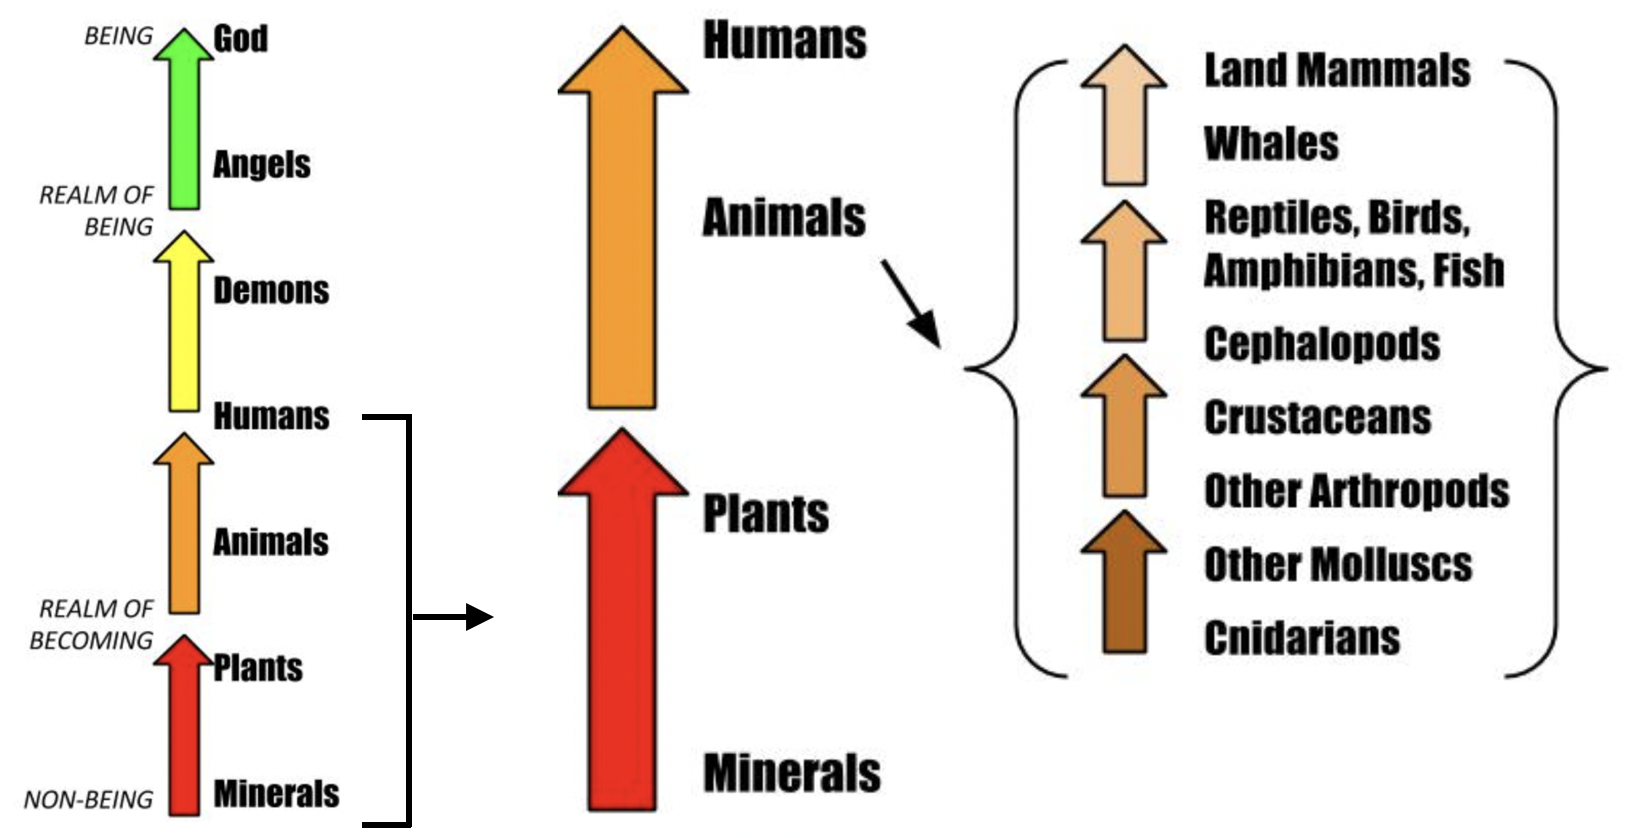 BEING
God
Angels
REALM OF
BEING
Demons
Humans
Animals
REALM OF
BECOMING
Plants
NON-BEING
Minerals
Humans
Animals
Plants
Minerals
Land Mammals
Whales
Reptiles, Birds,
Amphibians, Fish
Cephalopods
Crustaceans
Other Arthropods
Other Molluscs
Cnidarians